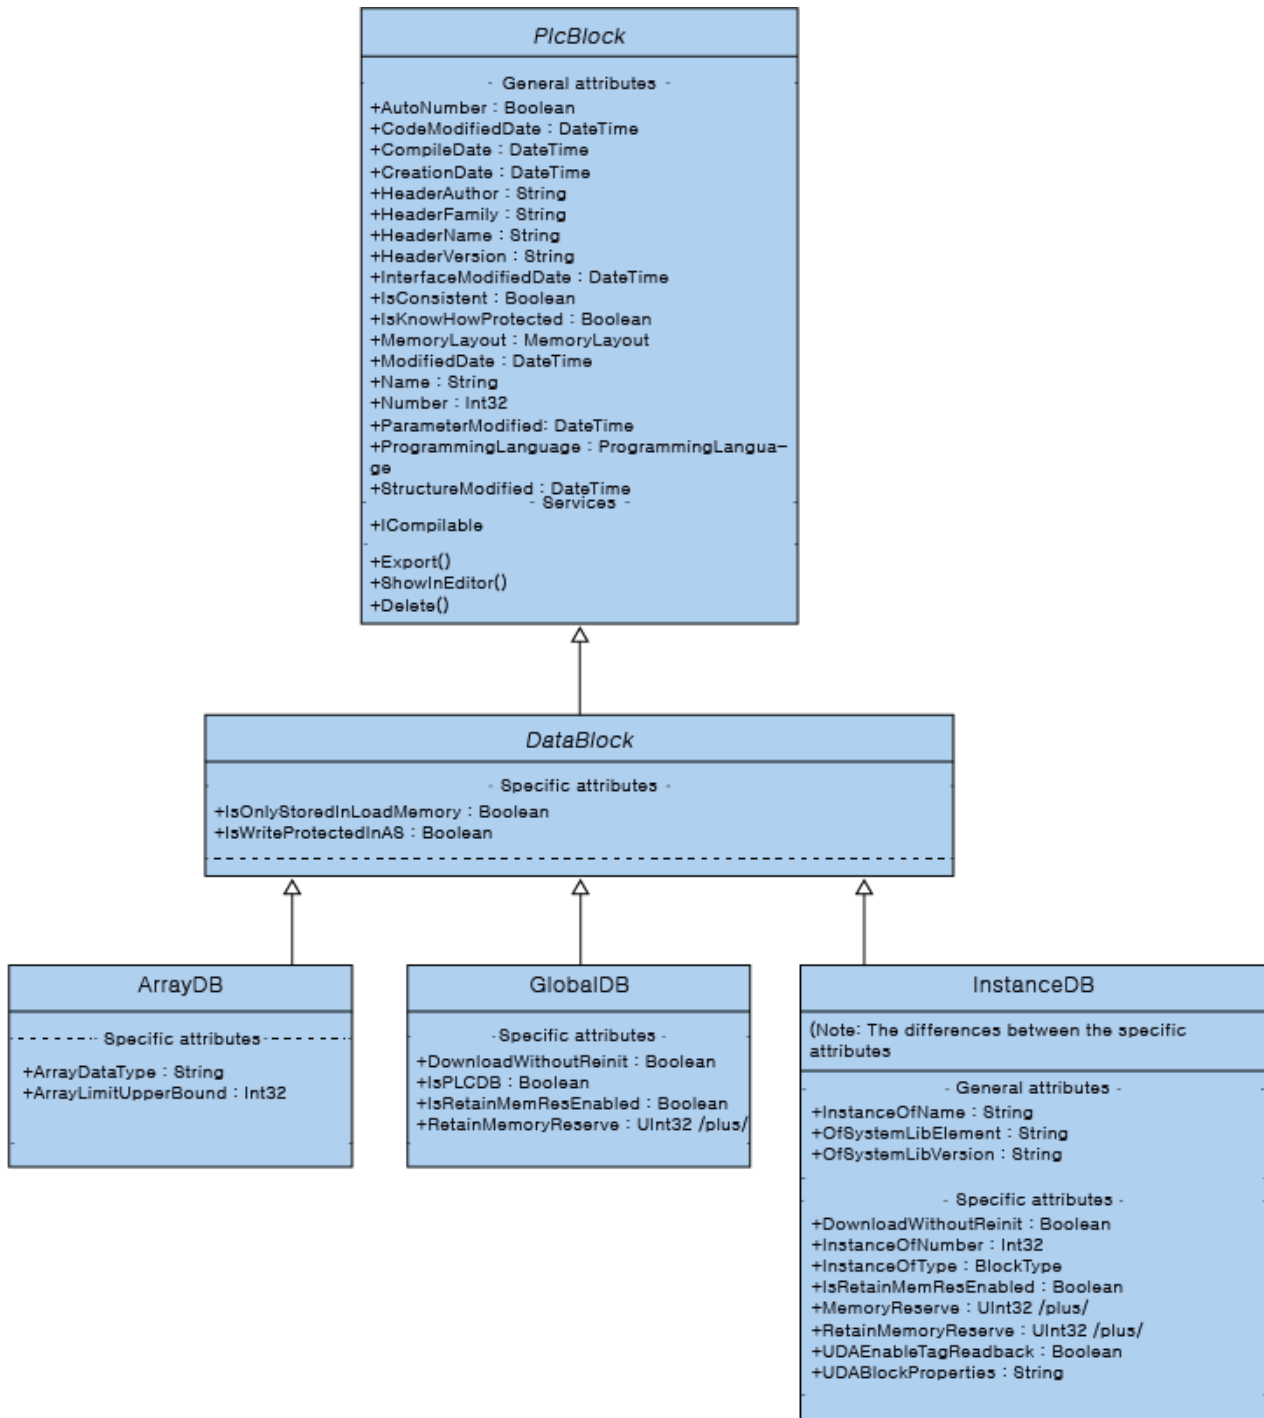 PlcBlock
- General attributes -
+AutoNumber : Boolean
+CodeModifiedDate : DateTime
+CompileDate : DateTime
+CreationDate : DateTime
+HeaderAuthor : String
+HeaderFamily : String
+HeaderName : String
+HeaderVersion : String
+InterfaceModifiedDate : DateTime
+IsConsistent : Boolean
+IsKnowHowProtected : Boolean
+MemoryLayout : MemoryLayout
+ModifiedDate : DateTime
+Name : String
+Number : Int32
+ParameterModified: DateTime
+ProgrammingLanguage : ProgrammingLangua-
ge
+StructureModified : DateTime
- Services -
+ICompilable
+Export()
+ShowInEditor()
+Delete()
DataBlock
- Specific attributes -
+IsOnlyStoredInLoadMemory : Boolean
+IsWriteProtectedInAS : Boolean
ArrayDB
Specific attributes
+ArrayDataType : String
+ArrayLimitUpperBound : Int32
GlobalDB
- Specific attributes -
+DownloadWithoutReinit : Boolean
+IsPLCDB : Boolean
+IsRetainMemResEnabled : Boolean
+RetainMemoryReserve : UInt32 /plus/
InstanceDB
(Note: The differences between the specific
attributes
- General attributes -
+InstanceOfName : String
+OfSystemLibElement : String
+OfSystemLibVersion : String
- Specific attributes -
+DownloadWithoutReinit : Boolean
+InstanceOfNumber : Int32
+InstanceOfType : BlockType
+IsRetainMemResEnabled : Boolean
+MemoryReserve : UInt32 /plus/
+RetainMemoryReserve : UInt32 /plus/
+UDAEnableTagReadback : Boolean
+UDABlockProperties : String